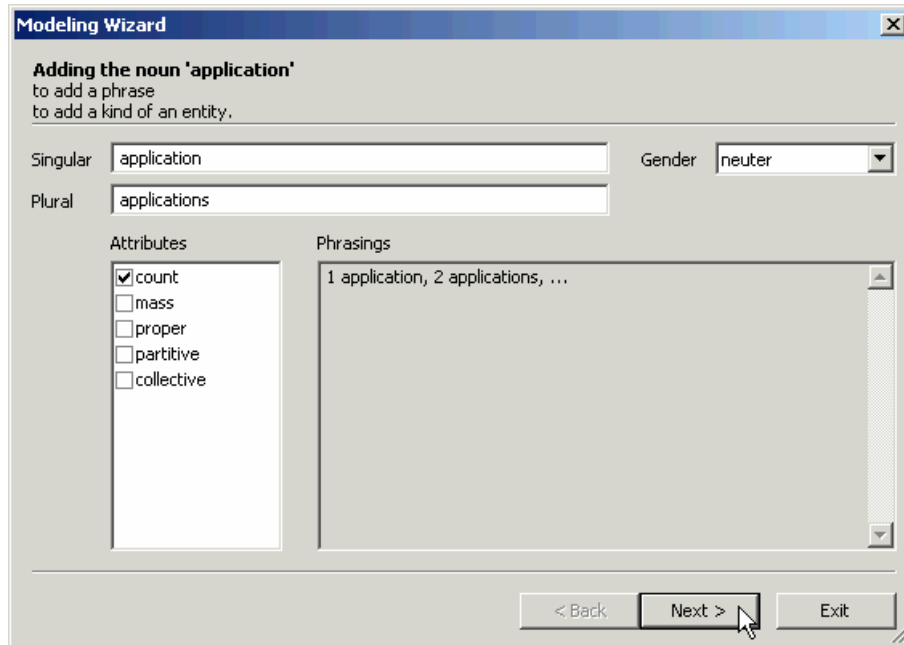 Modeling Wizard
Adding the noun 'application'
to add a phrase
to add a kind of an entity.
Singular application Gender neuter
Plural applications
Attributes Phrasings
count 1 application, 2 applications, ...
mass
proper
partitive
collective
< Back Next > Exit